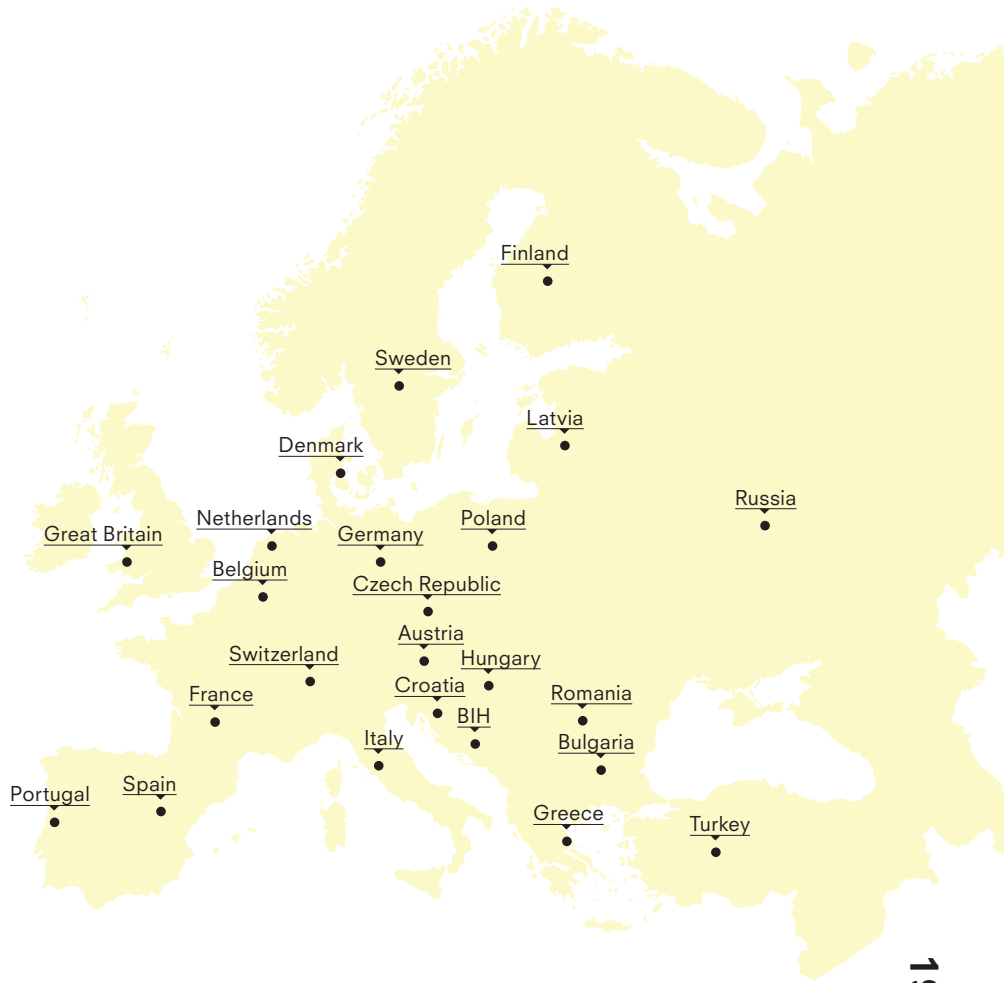 Finland
Sweden
Latvia
Denmark
Russia
Netherlands
Poland
Great Britain
Germany
Belgium
Czech Republic
Austria
Switzerland
Hungary
Croatia
France
Romania
BIH
Italy
Bulgaria
Spain
Portugal
Greece
Turkey